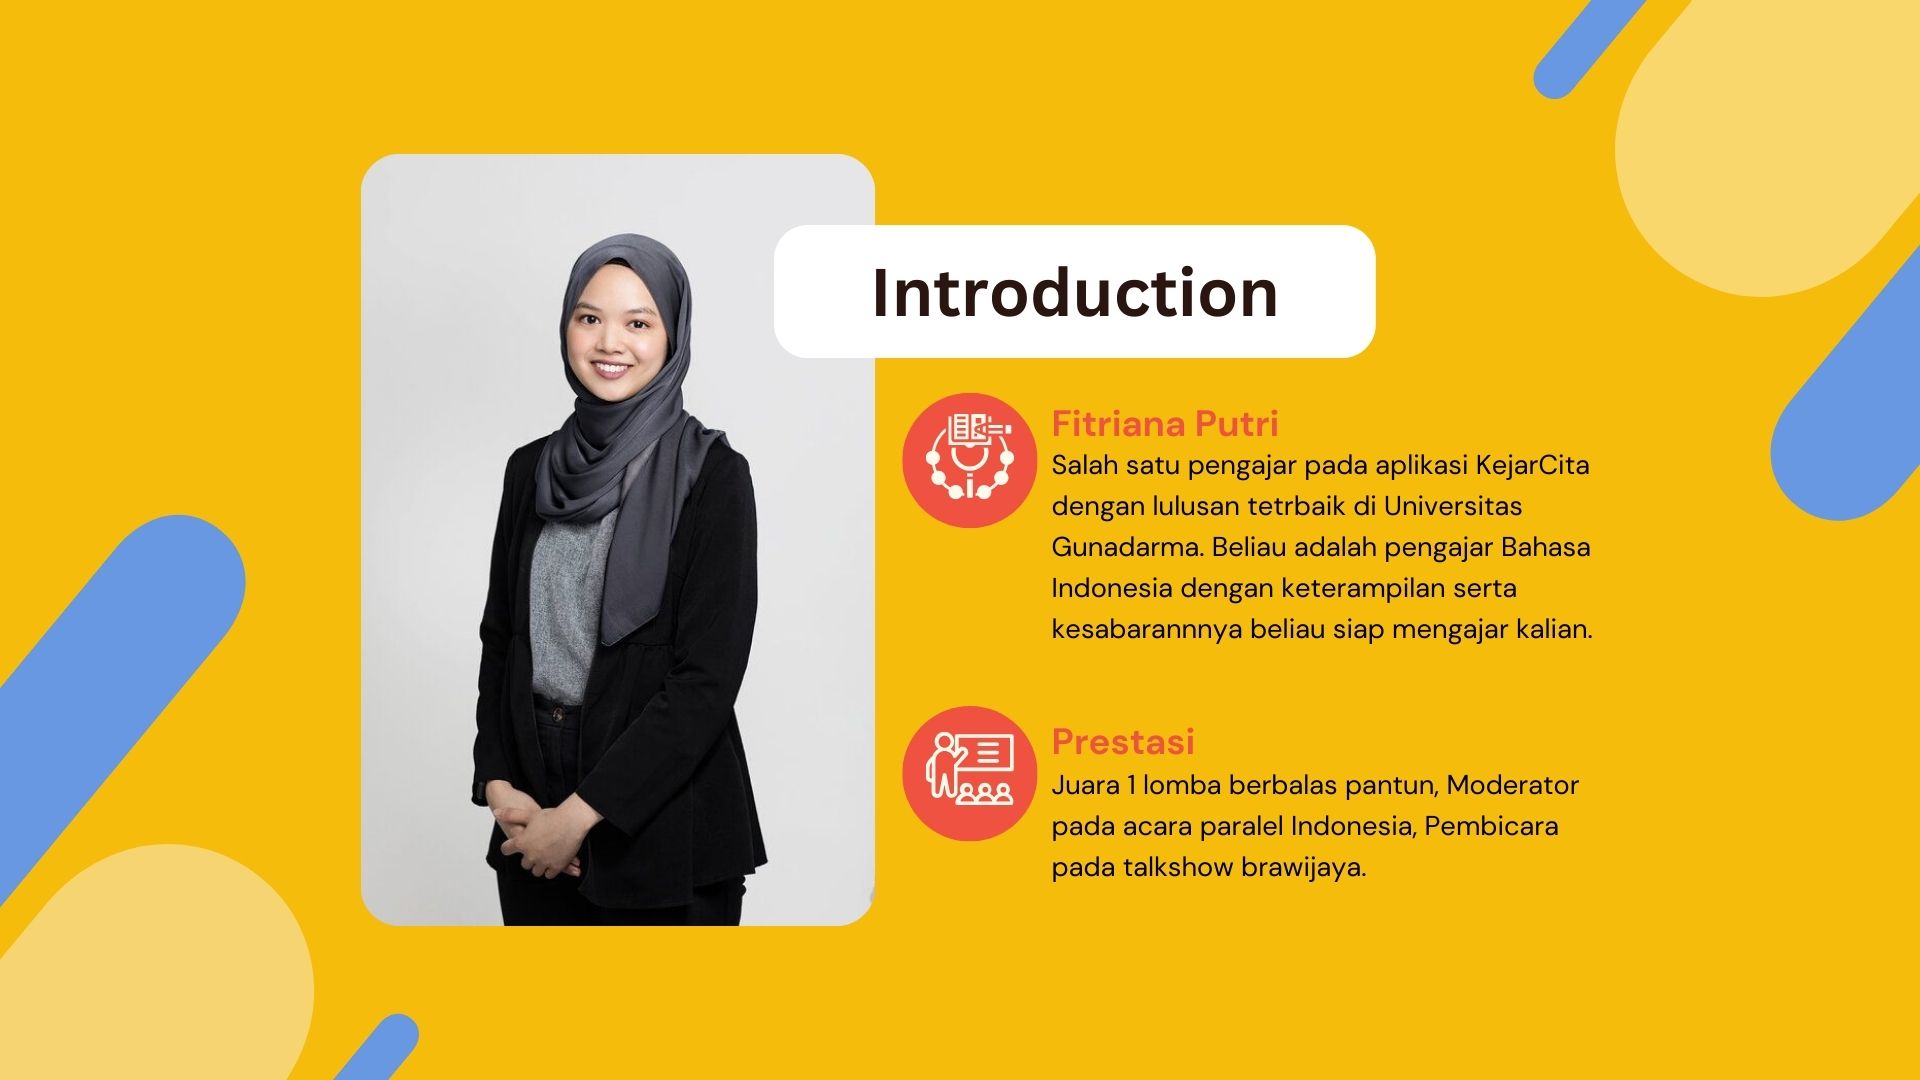 Introduction
Fitriana Putri
Salah satu pengajar pada aplikasi KejarCita
dengan lulusan tetrbaik di Universitas
Gunadarma. Beliau adalah pengajar Bahasa
Indonesia dengan keterampilan serta
kesabarannnya beliau siap mengajar kalian.
Prestasi
Juara 1 lomba berbalas pantun, Moderator
pada acara paralel Indonesia, Pembicara
pada talkshow brawijaya.